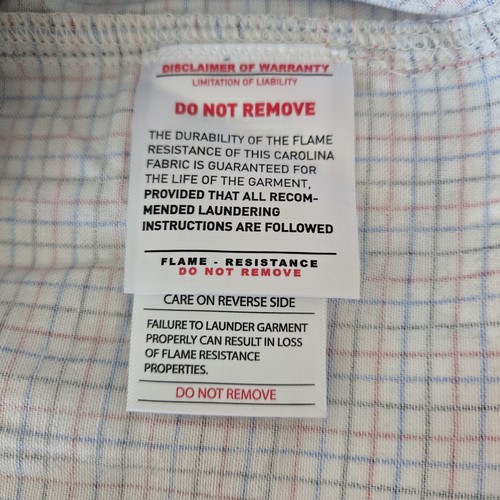 DISCLAIMER OF WARRANTY
LIMITATION OF LIABILITY
DO NOT REMOVE
THE DURABILITY OF THE FLAME
RESISTANCE OF THIS CAROLINA
FABRIC IS GUARANTEED FOR
THE LIFE OF THE GARMENT,
PROVIDED THAT ALL RECOM-
MENDED LAUNDERING
INSTRUCTIONS ARE FOLLOWED
FLAME - RESISTANCE
DO NOT REMOVE
CARE ON REVERSE SIDE
FAILURE TO LAUNDER GARMENT
PROPERLY CAN RESULT IN LOSS
OF FLAME RESISTANCE
PROPERTIES.
DO NOT REMOVE